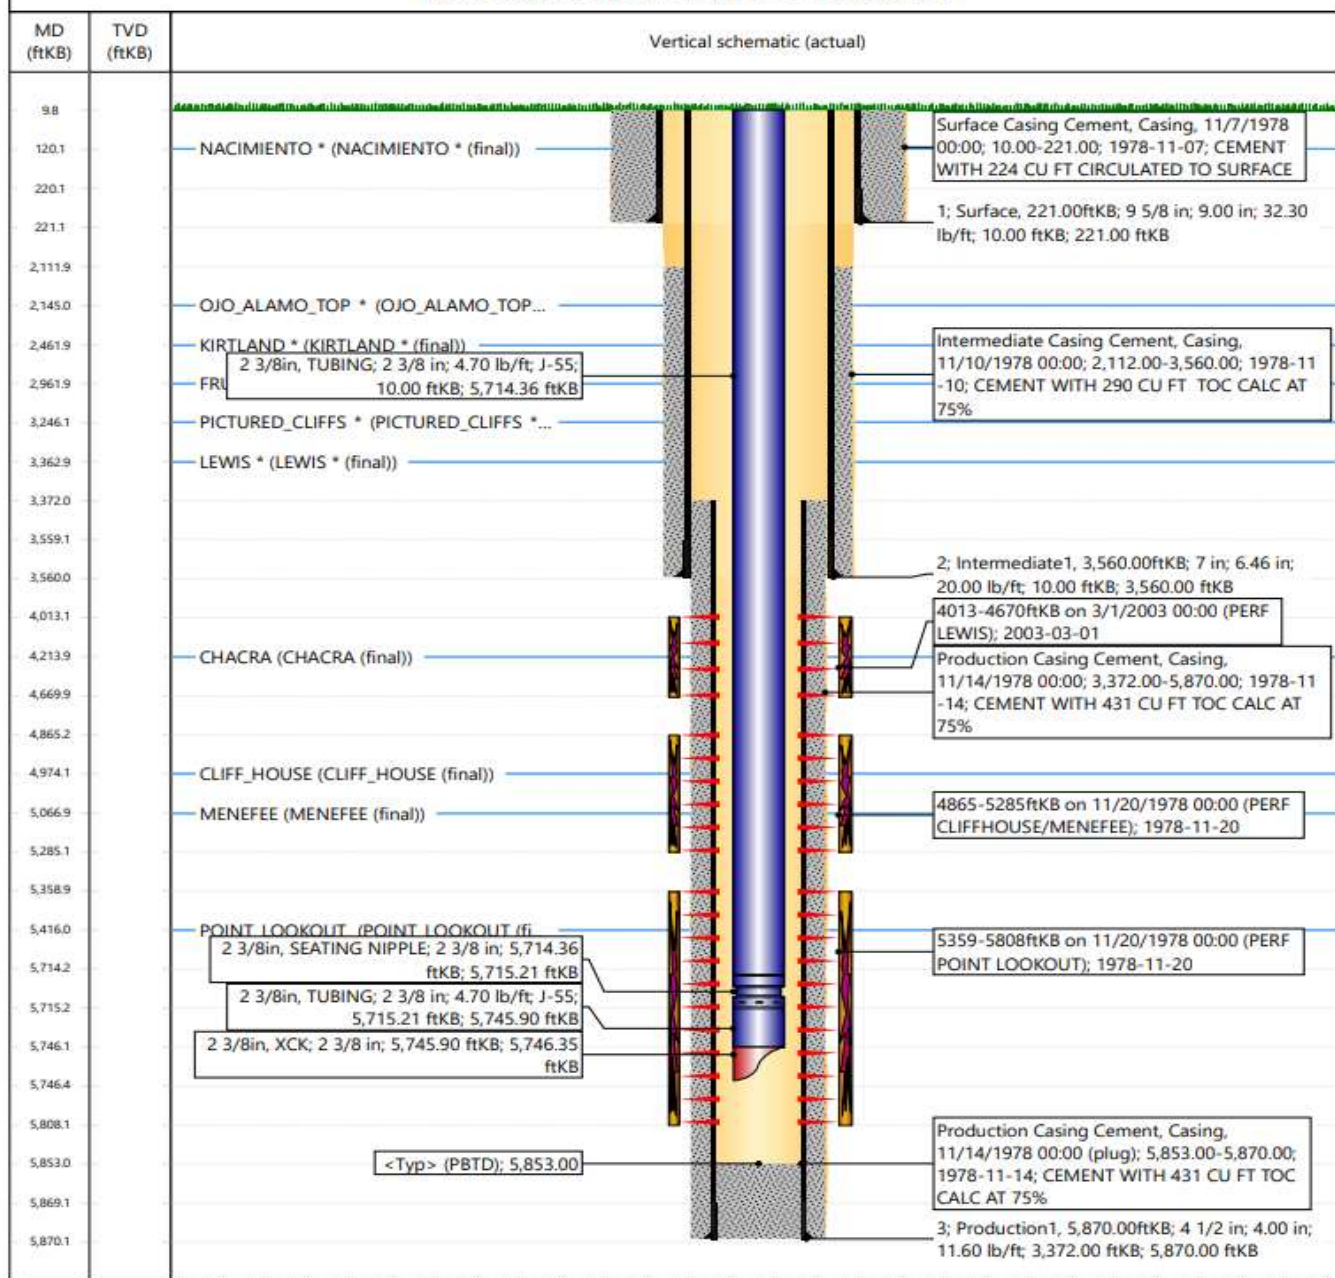 MD
(ftKB)
TVD
(ftKB)
Vertical schematic (actual)
9.8
120.1
220.1
221.1
2,111.9
2,145.0
2,461.9
2,961.9
3,246.1
3,362.9
3,372.0
3,559.1
3,560.0
4,013.1
4,213.9
4,669.9
4,865.2
4,974.1
5,066.9
5,285.1
5,358.9
5,416.0
5,714.2
5,715.2
5,746.1
5,746.4
5,808.1
5,853.0
5,869.1
5,870.1
NACIMIENTO * (NACIMIENTO * (final))
OJO_ALAMO_TOP * (OJO_ALAMO_TOP...
KIRTLAND * (KIRTLAND * (final))
2 3/8in, TUBING; 2 3/8 in; 4.70 lb/ft; J-55;
10.00 ftKB; 5,714.36 ftKB
PICTURED_CLIFFS * (PICTURED_CLIFFS *...
LEWIS * (LEWIS * (final))
CHACRA (CHACRA (final))
CLIFF_HOUSE (CLIFF_HOUSE (final))
MENEFEE (MENEFEE (final))
POINT_LOOKOUT (POINT_LOOKOUT (fi...
2 3/8in, SEATING NIPPLE; 2 3/8 in; 5,714.36
ftKB; 5,715.21 ftKB
2 3/8in, TUBING; 2 3/8 in; 4.70 lb/ft; J-55;
5,715.21 ftKB; 5,745.90 ftKB
2 3/8in, XCK; 2 3/8 in; 5,745.90 ftKB; 5,746.35
ftKB
<Typ> (PBTD); 5,853.00
Surface Casing Cement, Casing, 11/7/1978
00:00; 10.00-221.00; 1978-11-07; CEMENT
WITH 224 CU FT CIRCULATED TO SURFACE
1; Surface, 221.00ftKB; 9 5/8 in; 9.00 in; 32.30
lb/ft; 10.00 ftKB; 221.00 ftKB
Intermediate Casing Cement, Casing,
11/10/1978 00:00; 2,112.00-3,560.00; 1978-11
-10; CEMENT WITH 290 CU FT TOC CALC AT
75%
2; Intermediate1, 3,560.00ftKB; 7 in; 6.46 in;
20.00 lb/ft; 10.00 ftKB; 3,560.00 ftKB
4013-4670ftKB on 3/1/2003 00:00 (PERF
LEWIS); 2003-03-01
Production Casing Cement, Casing,
11/14/1978 00:00; 3,372.00-5,870.00; 1978-11
-14; CEMENT WITH 431 CU FT TOC CALC AT
75%
4865-5285ftKB on 11/20/1978 00:00 (PERF
CLIFFHOUSE/MENEFEE); 1978-11-20
5359-5808ftKB on 11/20/1978 00:00 (PERF
POINT LOOKOUT); 1978-11-20
Production Casing Cement, Casing,
11/14/1978 00:00 (plug); 5,853.00-5,870.00;
1978-11-14; CEMENT WITH 431 CU FT TOC
CALC AT 75%
3; Production1, 5,870.00ftKB; 4 1/2 in; 4.00 in;
11.60 lb/ft; 3,372.00 ftKB; 5,870.00 ftKB